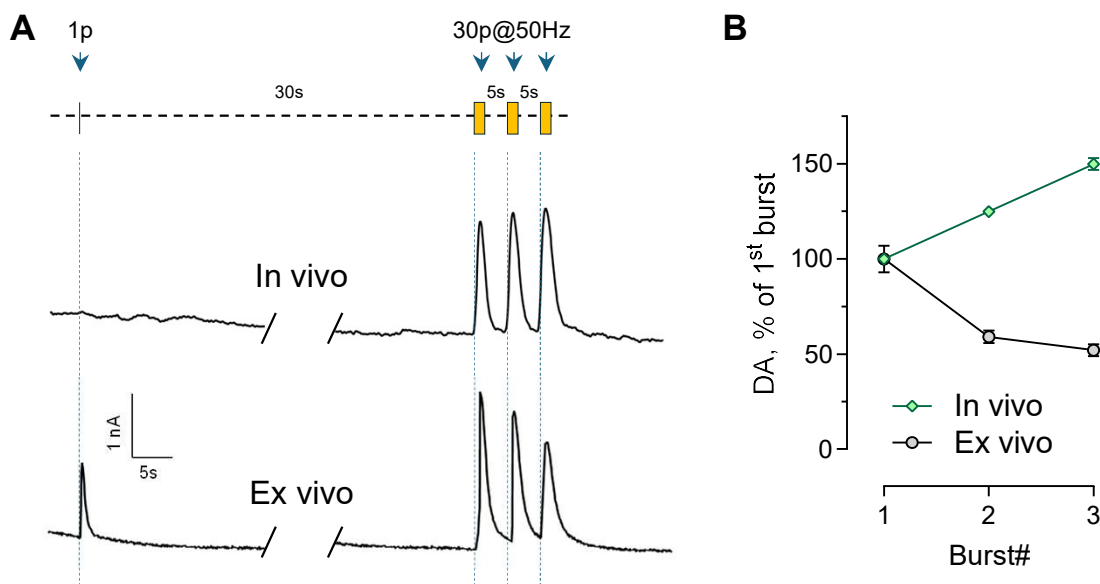 A
1p
30p@50Hz
30s
5s
5s
In vivo
1 nA
5s
Ex vivo
B
DA, % of 1st burst
150
100
50
0
In vivo
Ex vivo
1
2
3
Burst#